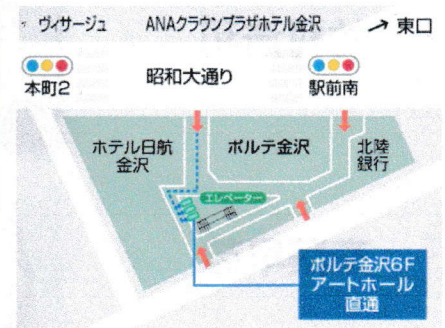 ヴィサージュ
ANAクラウンプラザホテル金沢
東口
本町2
昭和大通り
駅前南
ホテル日航
金沢
ポルテ金沢
北陸
銀行
エレベーター
ポルテ金沢6F
アートホール
直通